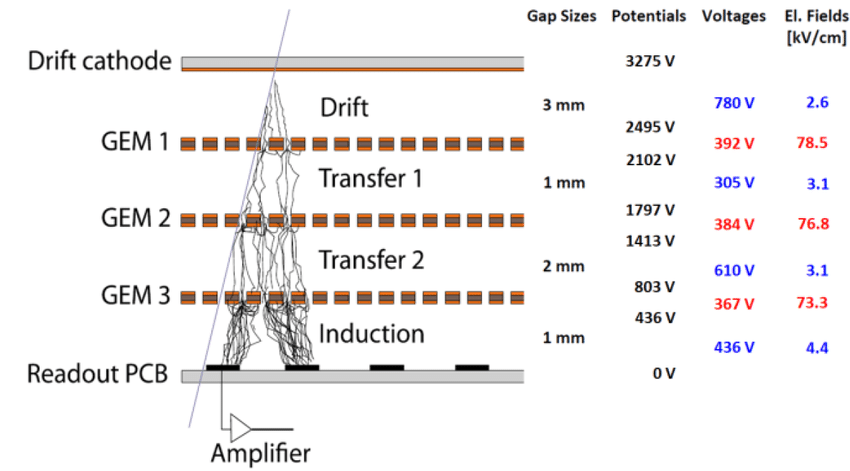 Gap Sizes Potentials Voltages El. Fields
[kV/cm]
Drift cathode 3275 V
Drift 3 mm 780 V 2.6
2495 V
GEM 1 392 V 78.5
2102 V
Transfer 1 1 mm 305 V 3.1
1797 V
GEM 2 384 V 76.8
1413 V
Transfer 2 2 mm 610 V 3.1
803 V
GEM 3 367 V 73.3
436 V
Induction 1 mm 436 V 4.4
Readout PCB 0 V
Amplifier